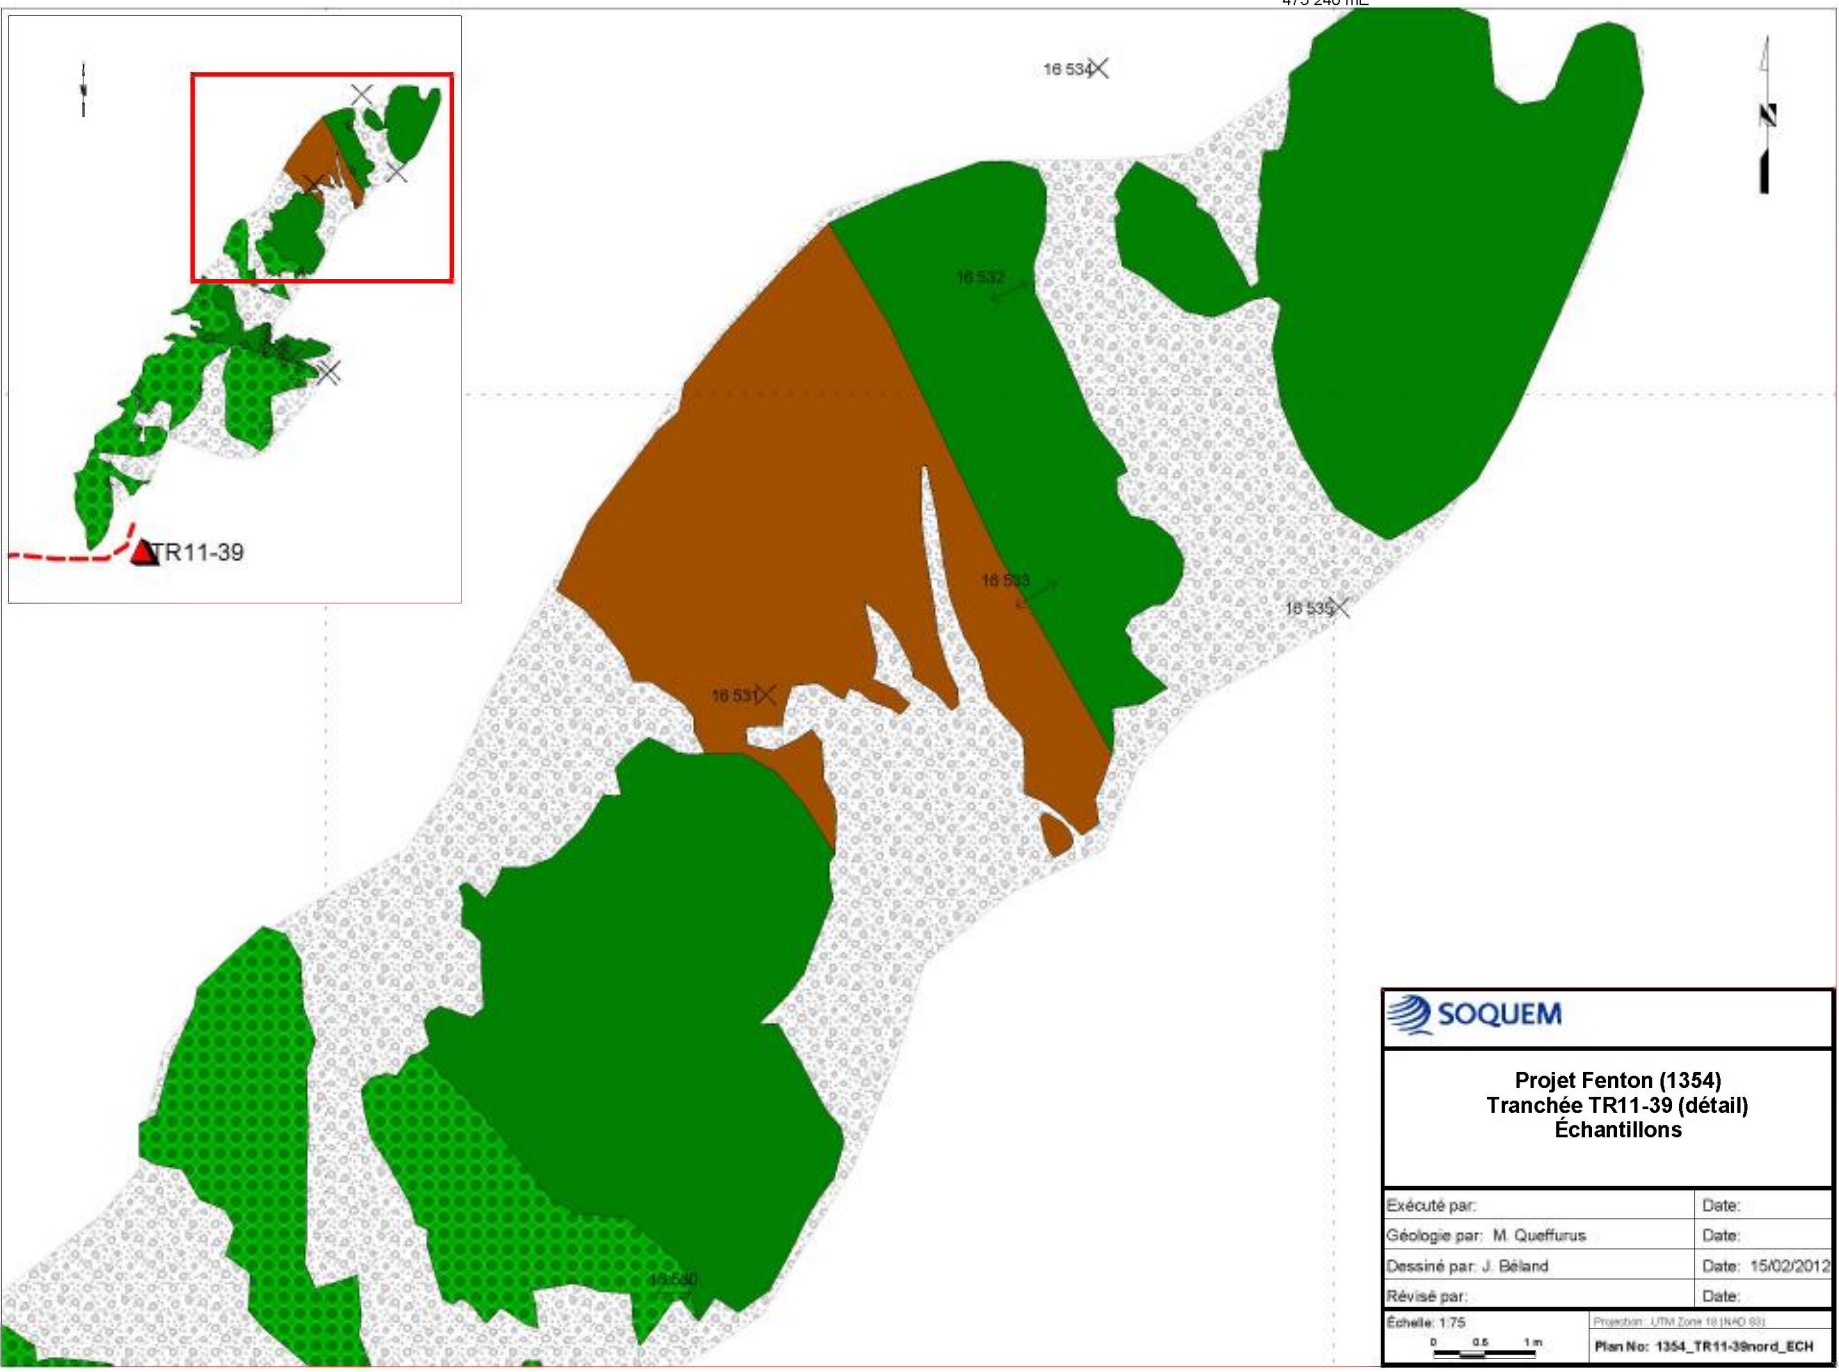 16 534
16 532
TR11-39
16 533
16 535
16 531
16 530
SOQUEM
Projet Fenton (1354)
Tranchée TR11-39 (détail)
Échantillons
Exécuté par: Date:
Géologie par: M. Queffurus Date:
Dessiné par: J. Béland Date: 15/02/2012
Révisé par: Date:
Échelle: 1:75 Projection: UTM Zone 18 (NAD 83)
0 0.5 1 m
Plan No: 1354_TR11-39nord_ECH
N